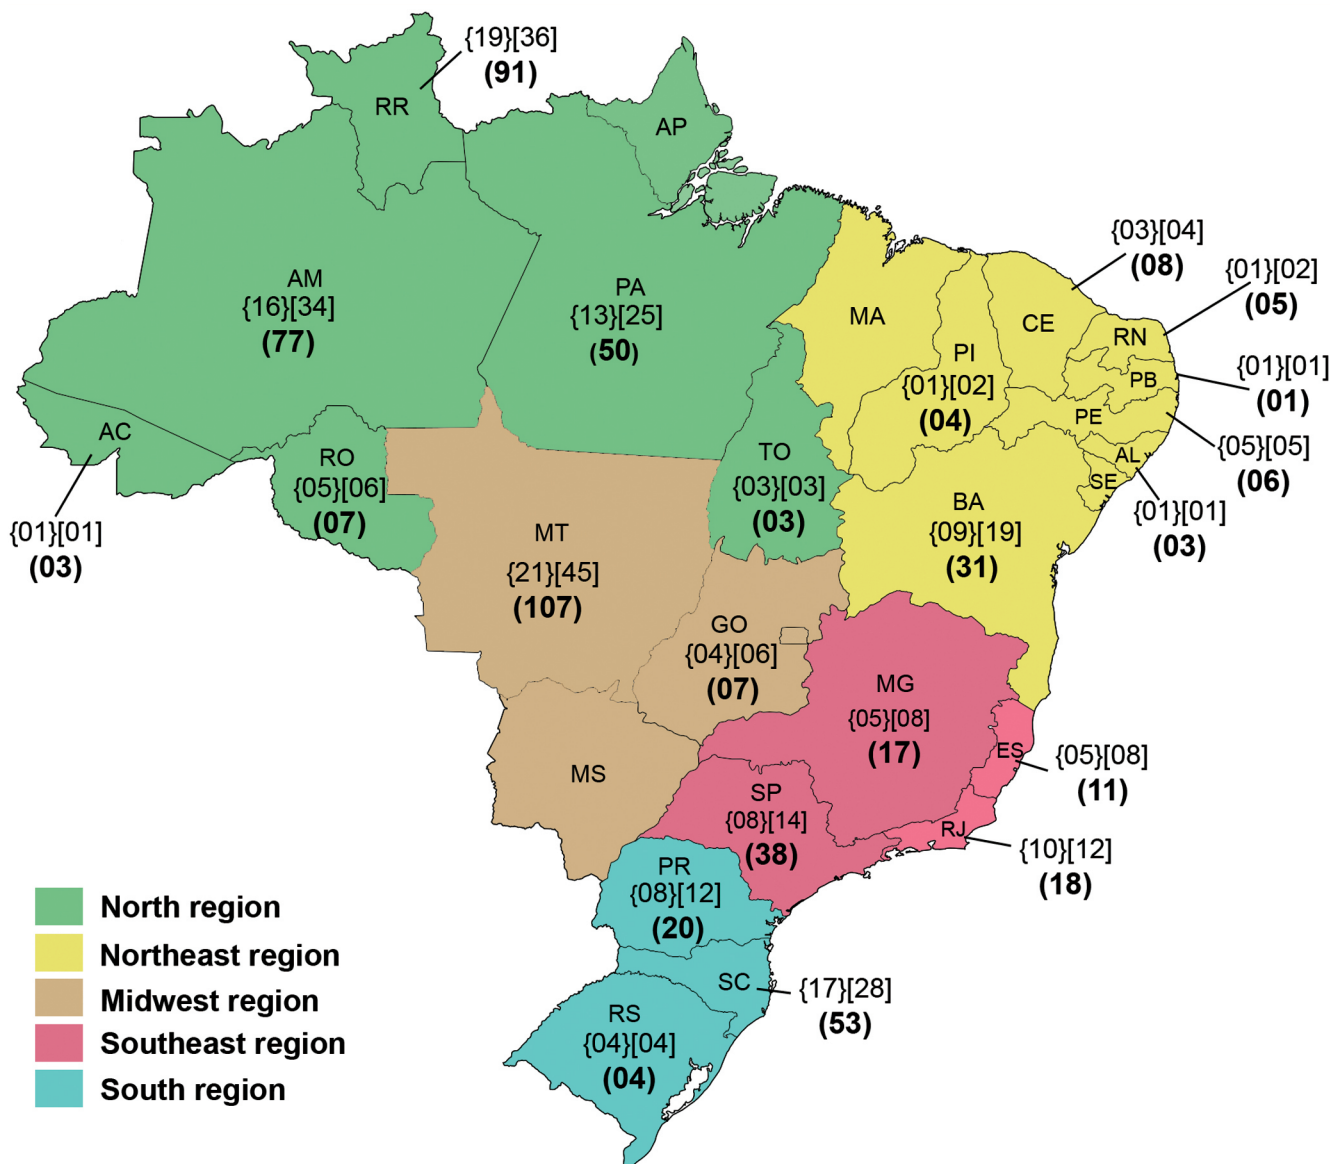 {19}[36]
(91)
RR
AP
AM
{16}[34]
(77)
PA
{13}[25]
(50)
MA
PI
{01}[02]
(04)
CE
{03}[04]
(08)
{01}[02]
(05)
RN
PB
{01}[01]
(01)
PE
{05}[05]
(06)
AL
SE
{01}[01]
(03)
AC
{01}[01]
(03)
RO
{05}[06]
(07)
TO
{03}[03]
(03)
BA
{09}[19]
(31)
MT
{21}[45]
(107)
GO
{04}[06]
(07)
MG
{05}[08]
(17)
ES
{05}[08]
(11)
MS
SP
{08}[14]
(38)
RJ
{10}[12]
(18)
PR
{08}[12]
(20)
SC
{17}[28]
(53)
RS
{04}[04]
(04)
North region
Northeast region
Midwest region
Southeast region
South region